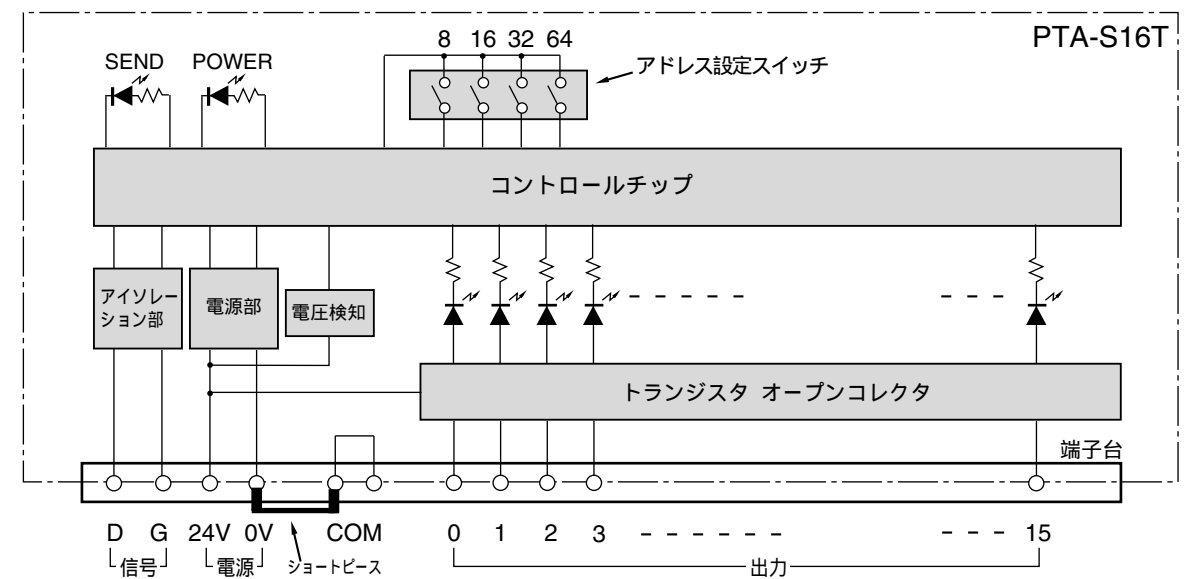 PTA-S16T
8 16 32 64
SEND POWER
アドレス設定スイッチ
コントロールチップ
アイソレー
ション部
電源部
電圧検知
トランジスタ オープンコレクタ
端子台
D G 24V 0V COM 0 1 2 3 15
信号 電源 ショートピース 出力